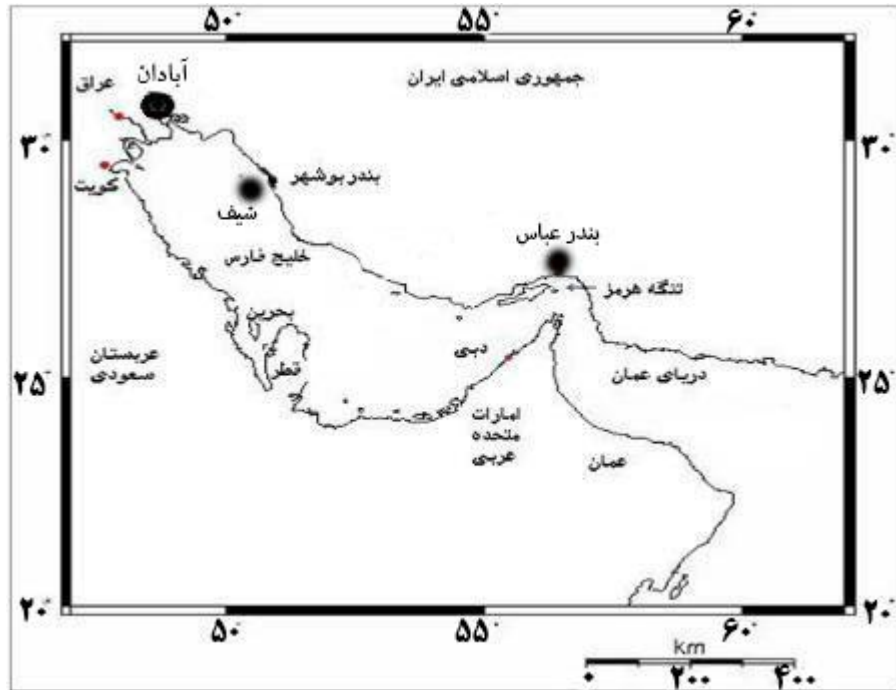 ۵۰° ۵۵° ۶۰°
آبادان
عراق
جمهوری اسلامی ایران
۳۰° ۳۰°
کویت
بندر بوشهر
شیف
خلیج فارس
بندر عباس
تنگه هرمز
بحرین
عربستان
سعودی
قطر
دبی
دریای عمان
۲۵° ۲۵°
امارات
متحده
عربی
عمان
۲۰° ۲۰°
۵۰° ۵۵° ۶۰°
km
۰ ۲۰۰ ۴۰۰